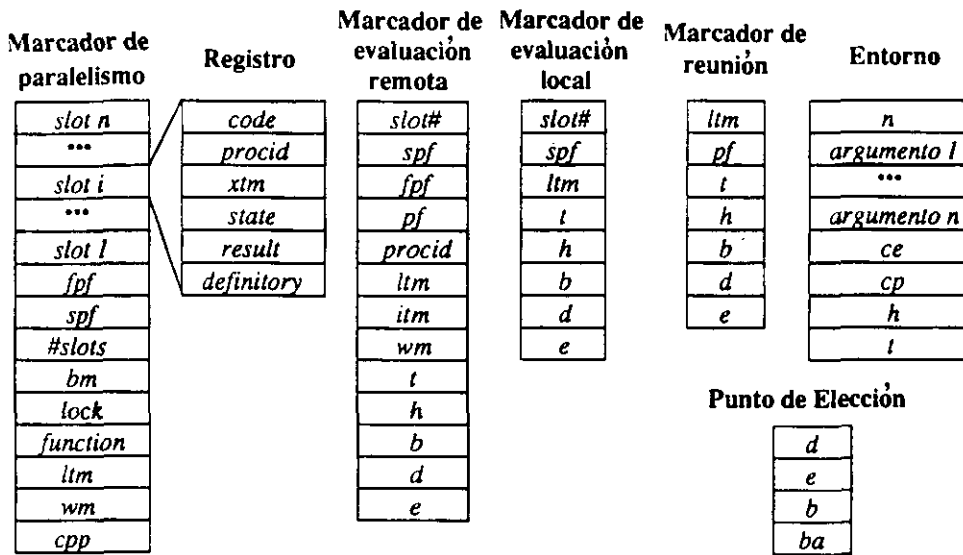 Marcador de
paralelismo
slot n
•••
slot i
•••
slot 1
fpf
spf
#slots
bm
lock
function
ltm
wm
cpp
Registro
code
procid
xtm
state
result
definitory
Marcador de
evaluación
remota
slot#
spf
fpf
pf
procid
ltm
itm
wm
t
h
b
d
e
Marcador de
evaluación
local
slot#
spf
ltm
t
h
b
d
e
Marcador de
reunión
ltm
pf
t
h
b
d
e
Entorno
n
argumento 1
•••
argumento n
ce
cp
h
t
Punto de Elección
d
e
b
ba